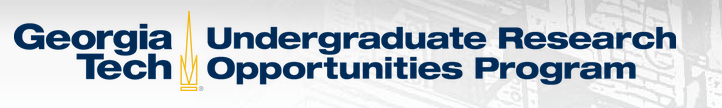 Georgia Tech
Undergraduate Research
Opportunities Program
®